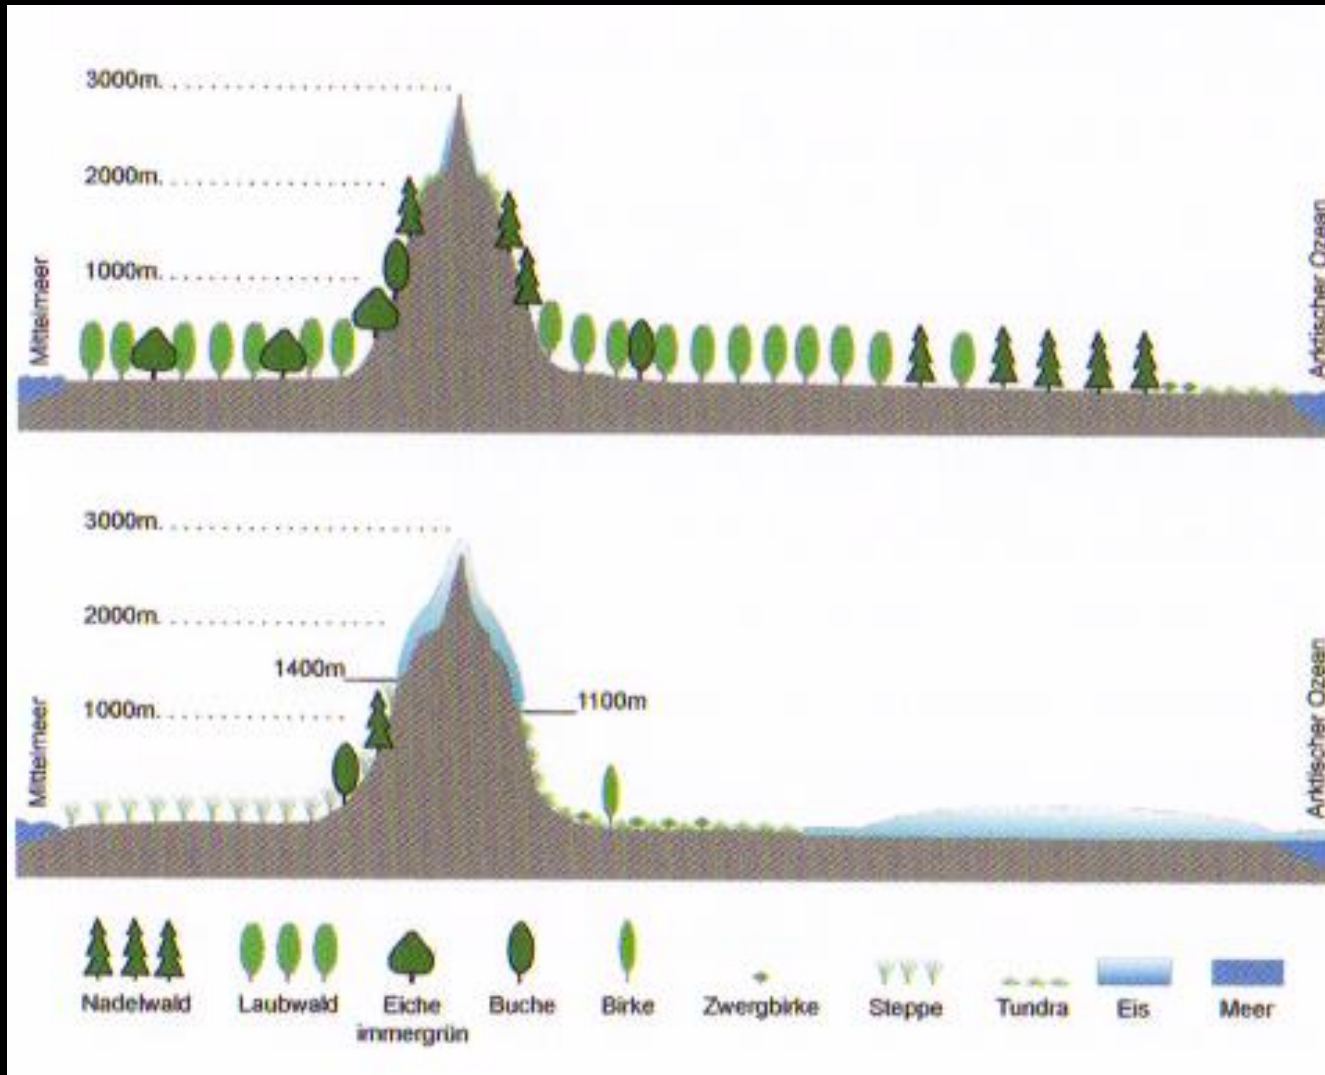 3000m
2000m
1000m
Mittelmeer
Arktischer Ozean
3000m
2000m
1400m
1000m
1100m
Mittelmeer
Arktischer Ozean
Nadelwald
Laubwald
Eiche
immergrün
Buche
Birke
Zwergbirke
Steppe
Tundra
Eis
Meer